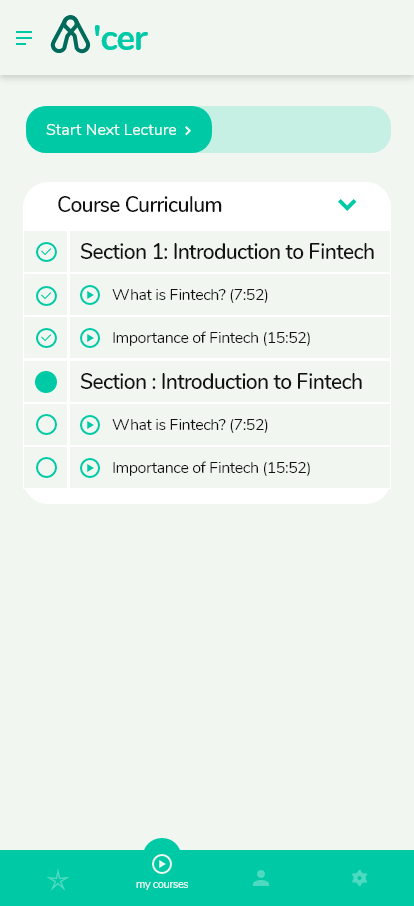 'cer
Start Next Lecture
Course Curriculum
Section 1: Introduction to Fintech
What is Fintech? (7:52)
Importance of Fintech (15:52)
Section : Introduction to Fintech
What is Fintech? (7:52)
Importance of Fintech (15:52)
my courses